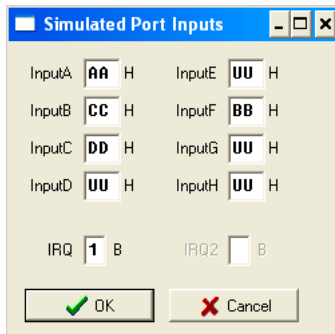 Simulated Port Inputs
InputA AA H InputE UU H
InputB CC H InputF BB H
InputC DD H InputG UU H
InputD UU H InputH UU H
IRQ 1 B IRQ2 B
OK Cancel